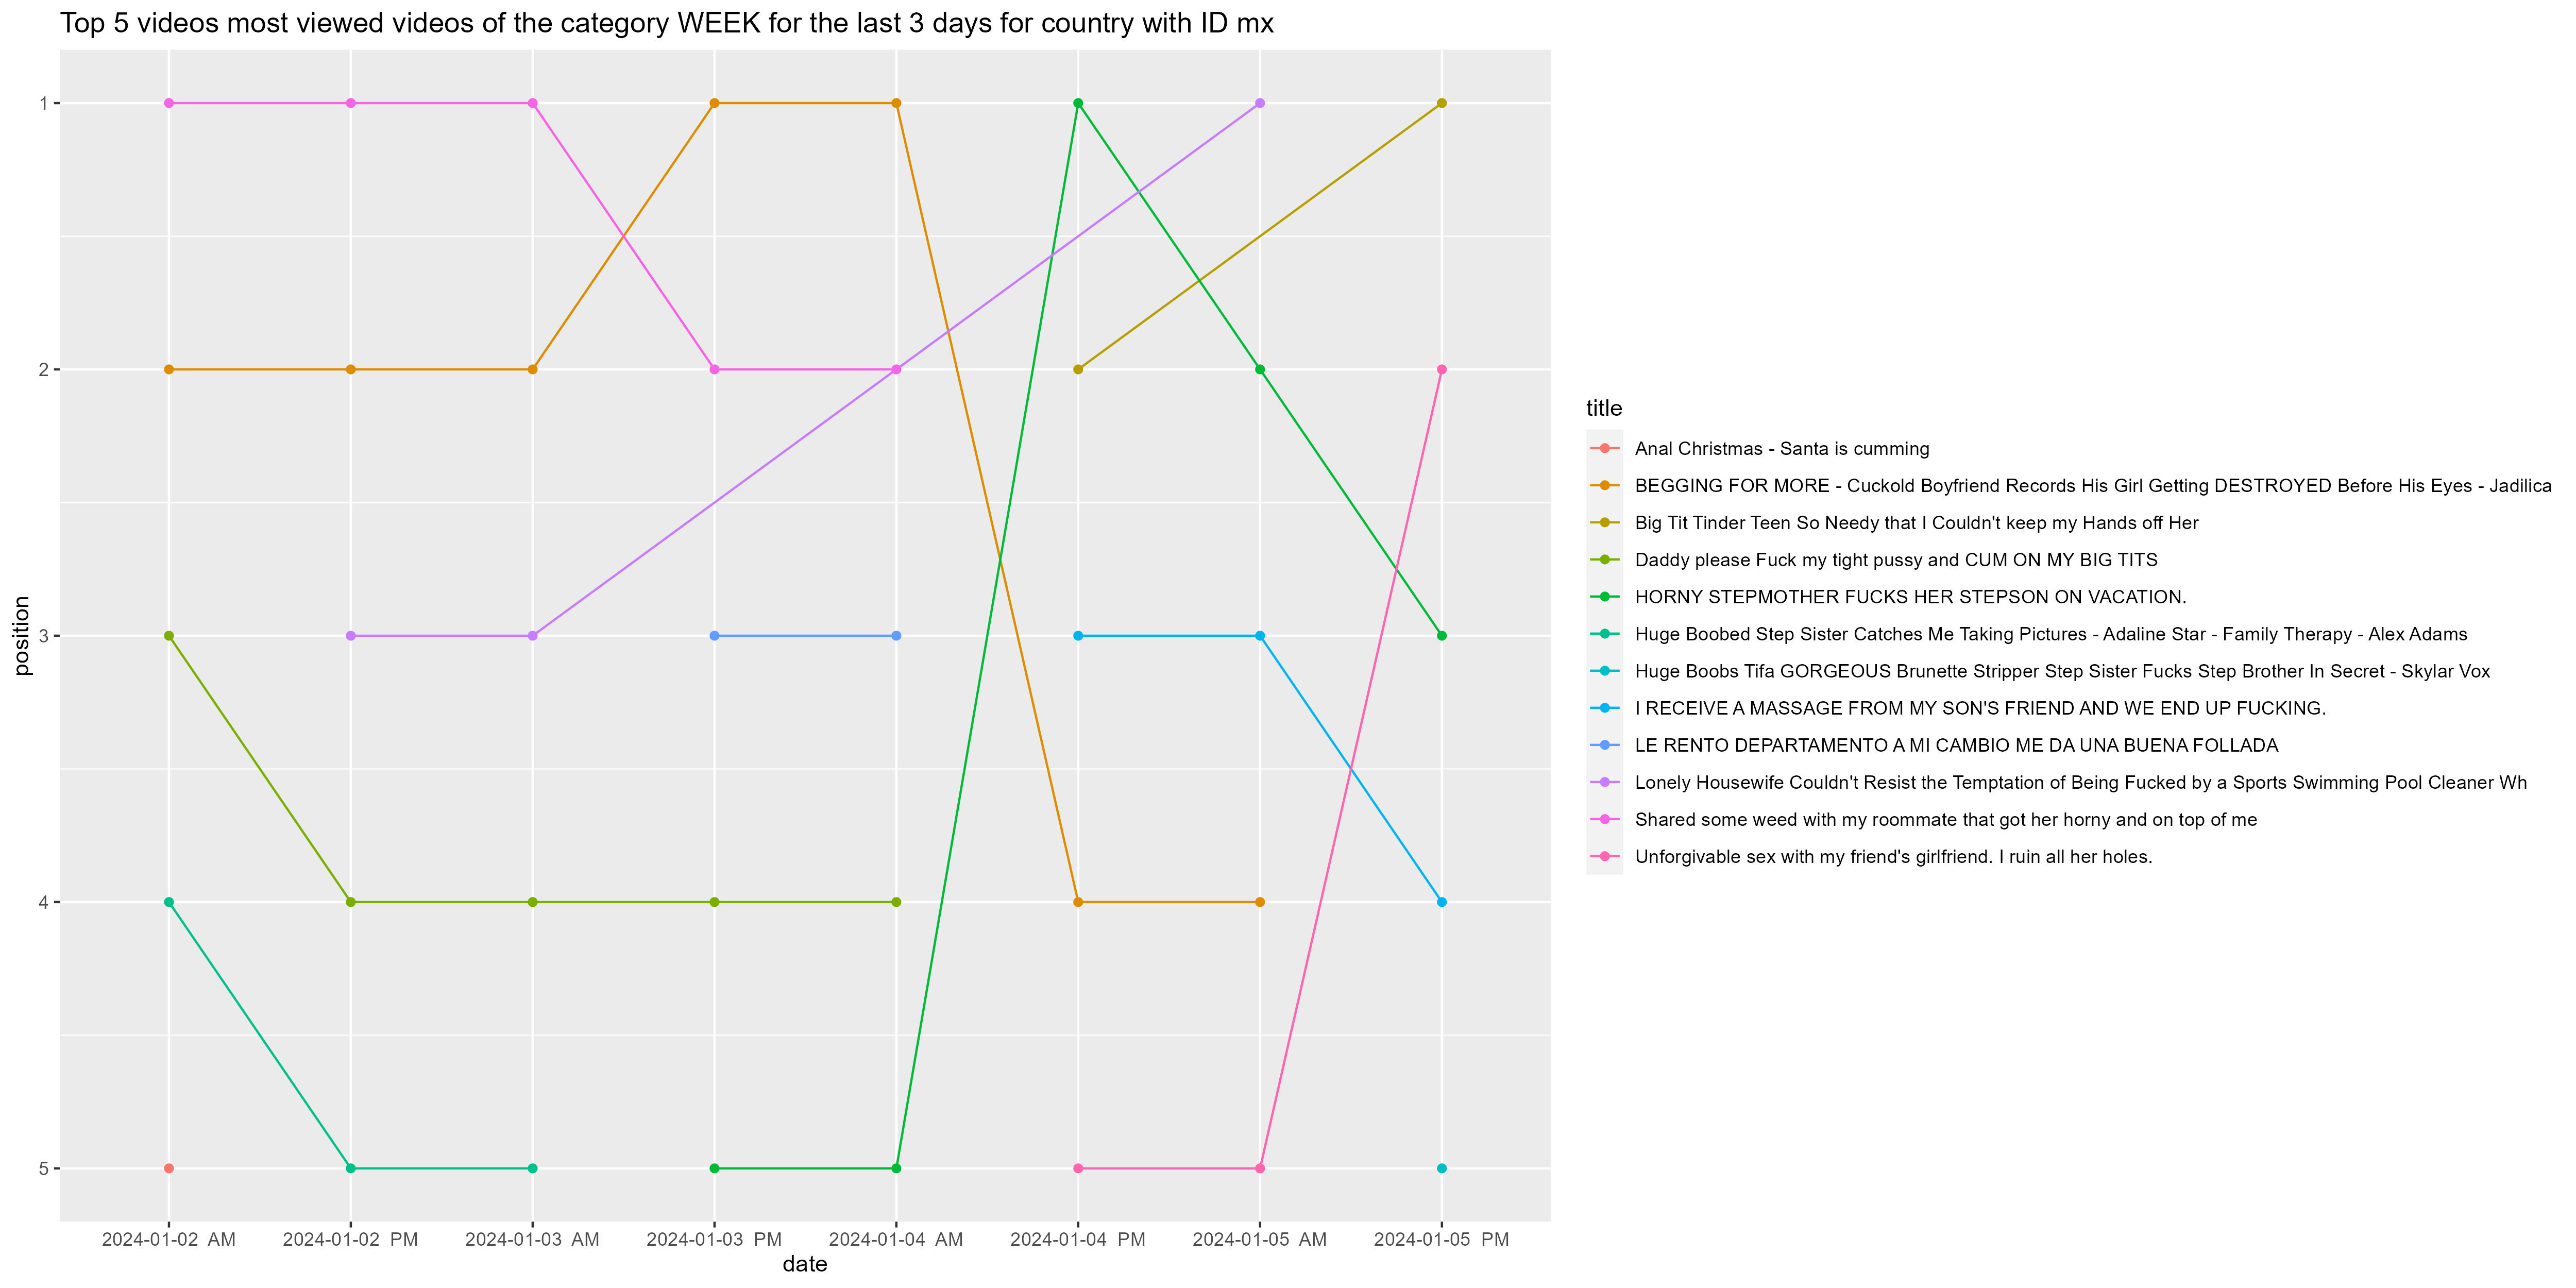 Top 5 videos most viewed videos of the category WEEK for the last 3 days for country with ID mx
1
2
3
4
5
position
2024-01-02 AM
2024-01-02 PM
2024-01-03 AM
2024-01-03 PM
2024-01-04 AM
2024-01-04 PM
2024-01-05 AM
2024-01-05 PM
date
title
Anal Christmas - Santa is cumming
BEGGING FOR MORE - Cuckold Boyfriend Records His Girl Getting DESTROYED Before His Eyes - Jadilica
Big Tit Tinder Teen So Needy that I Couldn't keep my Hands off Her
Daddy please Fuck my tight pussy and CUM ON MY BIG TITS
HORNY STEPMOTHER FUCKS HER STEPSON ON VACATION.
Huge Boobed Step Sister Catches Me Taking Pictures - Adaline Star - Family Therapy - Alex Adams
Huge Boobs Tifa GORGEOUS Brunette Stripper Step Sister Fucks Step Brother In Secret - Skylar Vox
I RECEIVE A MASSAGE FROM MY SON'S FRIEND AND WE END UP FUCKING.
LE RENTO DEPARTAMENTO A MI CAMBIO ME DA UNA BUENA FOLLADA
Lonely Housewife Couldn't Resist the Temptation of Being Fucked by a Sports Swimming Pool Cleaner Wh
Shared some weed with my roommate that got her horny and on top of me
Unforgivable sex with my friend's girlfriend. I ruin all her holes.